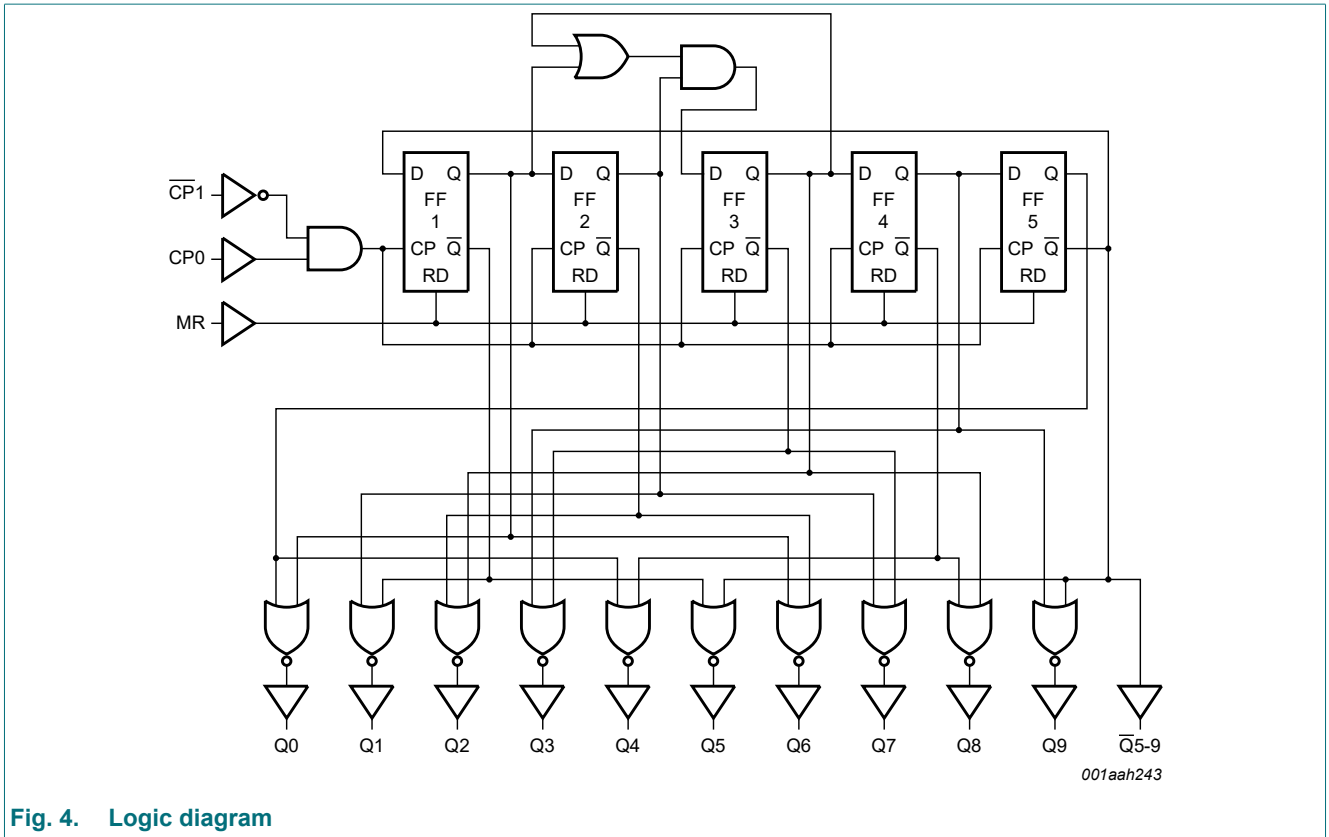 D Q D Q D Q D Q D Q
FF FF FF FF FF
1 2 3 4 5
C̅P̅1
CP Q̅ CP Q̅ CP Q̅ CP Q̅ CP Q̅
CP0
RD RD RD RD RD
MR
Q0 Q1 Q2 Q3 Q4 Q5 Q6 Q7 Q8 Q9 Q̅5-9
001aah243
Fig. 4. Logic diagram